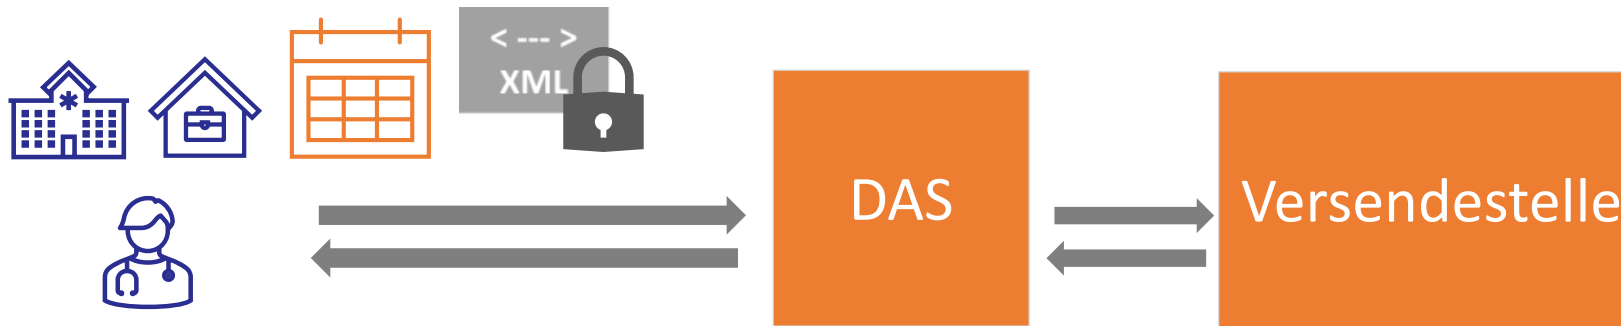 < --- >
XML
DAS
Versendestelle